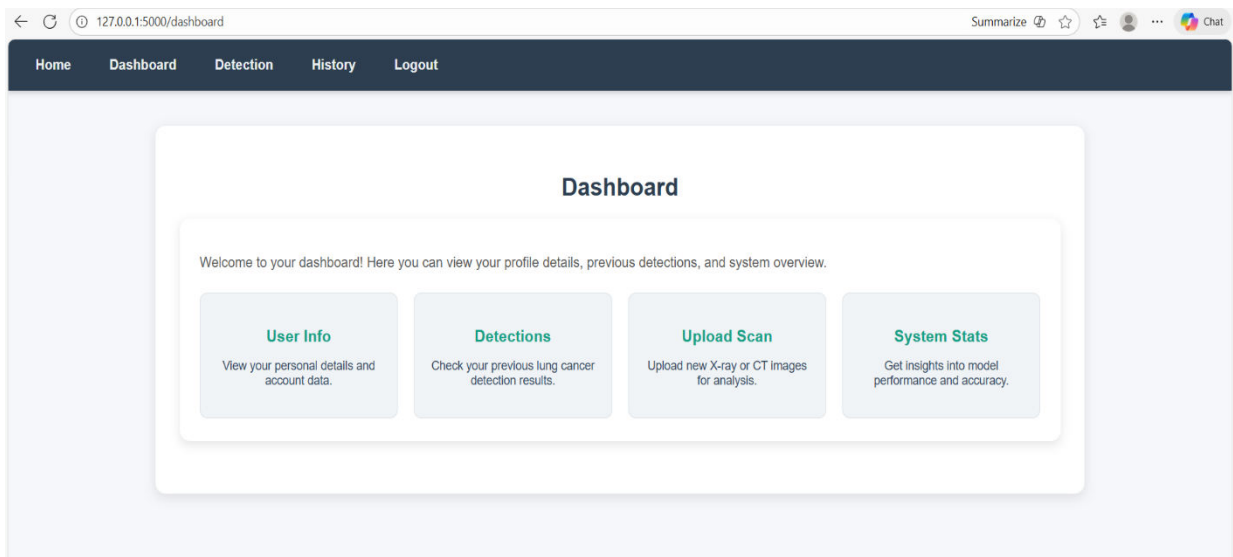 127.0.0.1:5000/dashboard
Summarize
Chat
Home Dashboard Detection History Logout
Dashboard
Welcome to your dashboard! Here you can view your profile details, previous detections, and system overview.
User Info
View your personal details and
account data.
Detections
Check your previous lung cancer
detection results.
Upload Scan
Upload new X-ray or CT images
for analysis.
System Stats
Get insights into model
performance and accuracy.